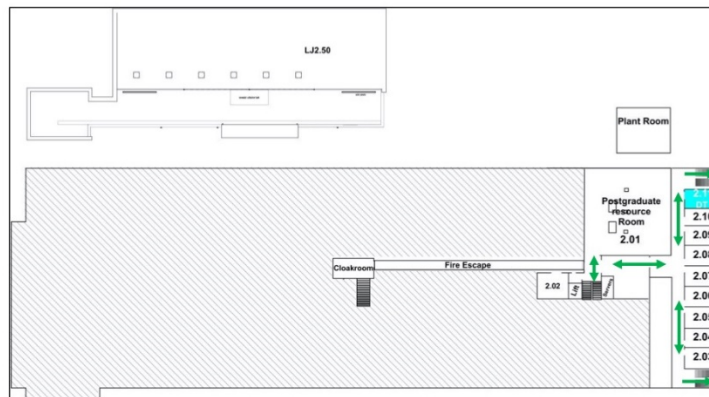 LJ2.50
Plant Room
Postgraduate
resource
Room
2.01
2.10
2.09
2.08
2.07
2.06
2.05
2.04
2.03
Fire Escape
Cloakroom
2.02
Lift